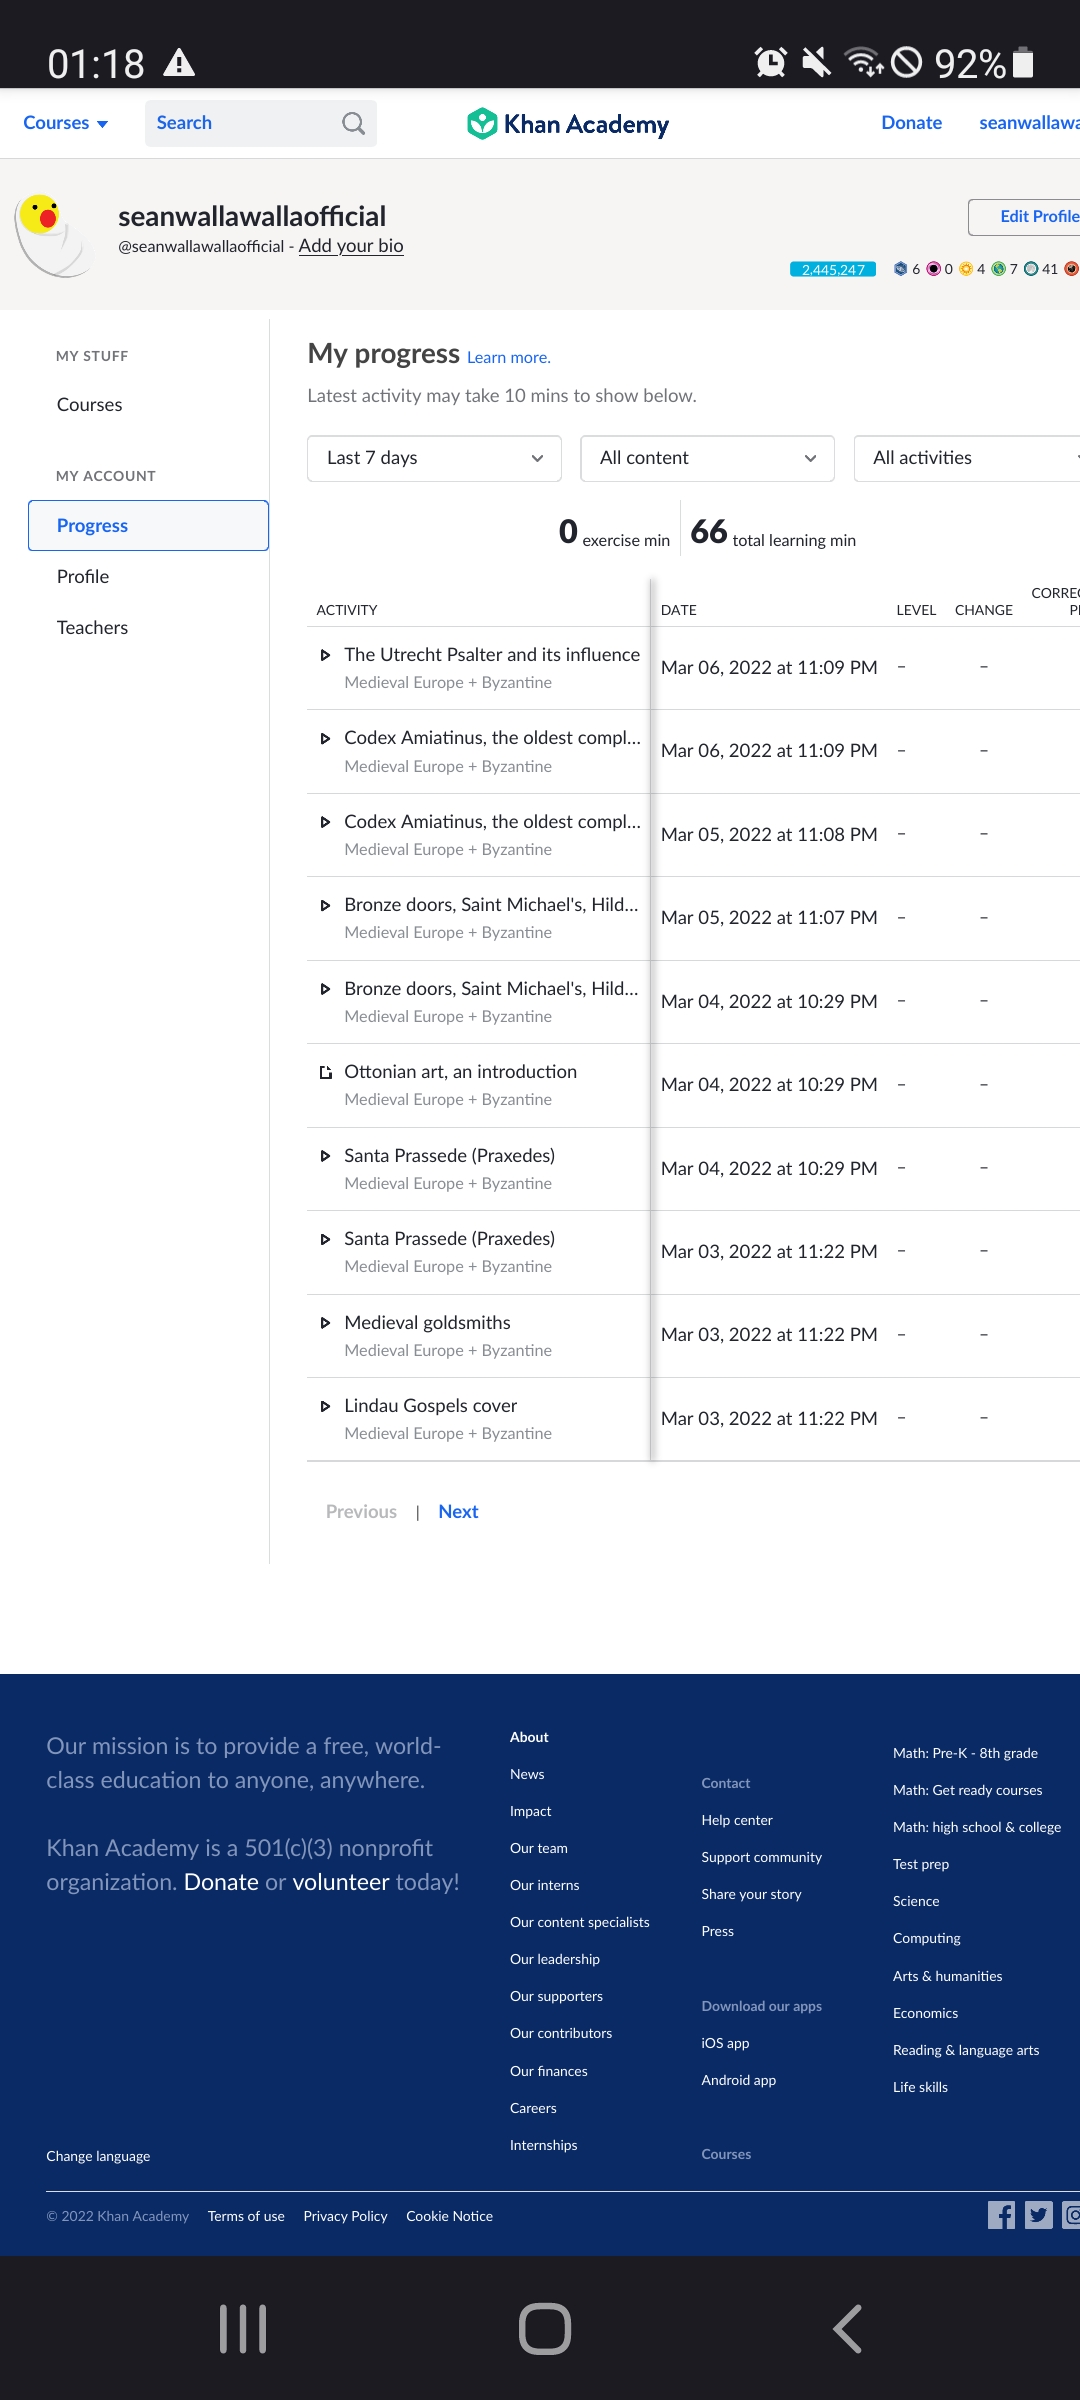 01:18
92%
Courses
Search
Khan Academy
Donate
seanwallawa
seanwallawallaofficial
@seanwallawallaofficial - Add your bio
Edit Profile
2,445,247
6 0 4 7 41
MY STUFF
Courses
MY ACCOUNT
Progress
Profile
Teachers
My progress Learn more.
Latest activity may take 10 mins to show below.
Last 7 days
All content
All activities
0 exercise min
66 total learning min
ACTIVITY DATE LEVEL CHANGE
The Utrecht Psalter and its influence
Medieval Europe + Byzantine
Mar 06, 2022 at 11:09 PM – –
Codex Amiatinus, the oldest compl...
Medieval Europe + Byzantine
Mar 06, 2022 at 11:09 PM – –
Codex Amiatinus, the oldest compl...
Medieval Europe + Byzantine
Mar 05, 2022 at 11:08 PM – –
Bronze doors, Saint Michael's, Hild...
Medieval Europe + Byzantine
Mar 05, 2022 at 11:07 PM – –
Bronze doors, Saint Michael's, Hild...
Medieval Europe + Byzantine
Mar 04, 2022 at 10:29 PM – –
Ottonian art, an introduction
Medieval Europe + Byzantine
Mar 04, 2022 at 10:29 PM – –
Santa Prassede (Praxedes)
Medieval Europe + Byzantine
Mar 04, 2022 at 10:29 PM – –
Santa Prassede (Praxedes)
Medieval Europe + Byzantine
Mar 03, 2022 at 11:22 PM – –
Medieval goldsmiths
Medieval Europe + Byzantine
Mar 03, 2022 at 11:22 PM – –
Lindau Gospels cover
Medieval Europe + Byzantine
Mar 03, 2022 at 11:22 PM – –
Previous | Next
Our mission is to provide a free, world-
class education to anyone, anywhere.
Khan Academy is a 501(c)(3) nonprofit
organization. Donate or volunteer today!
About
News
Impact
Our team
Our interns
Our content specialists
Our leadership
Our supporters
Our contributors
Our finances
Careers
Internships
Contact
Help center
Support community
Share your story
Press
Download our apps
iOS app
Android app
Courses
Math: Pre-K - 8th grade
Math: Get ready courses
Math: high school & college
Test prep
Science
Computing
Arts & humanities
Economics
Reading & language arts
Life skills
Change language
© 2022 Khan Academy Terms of use Privacy Policy Cookie Notice